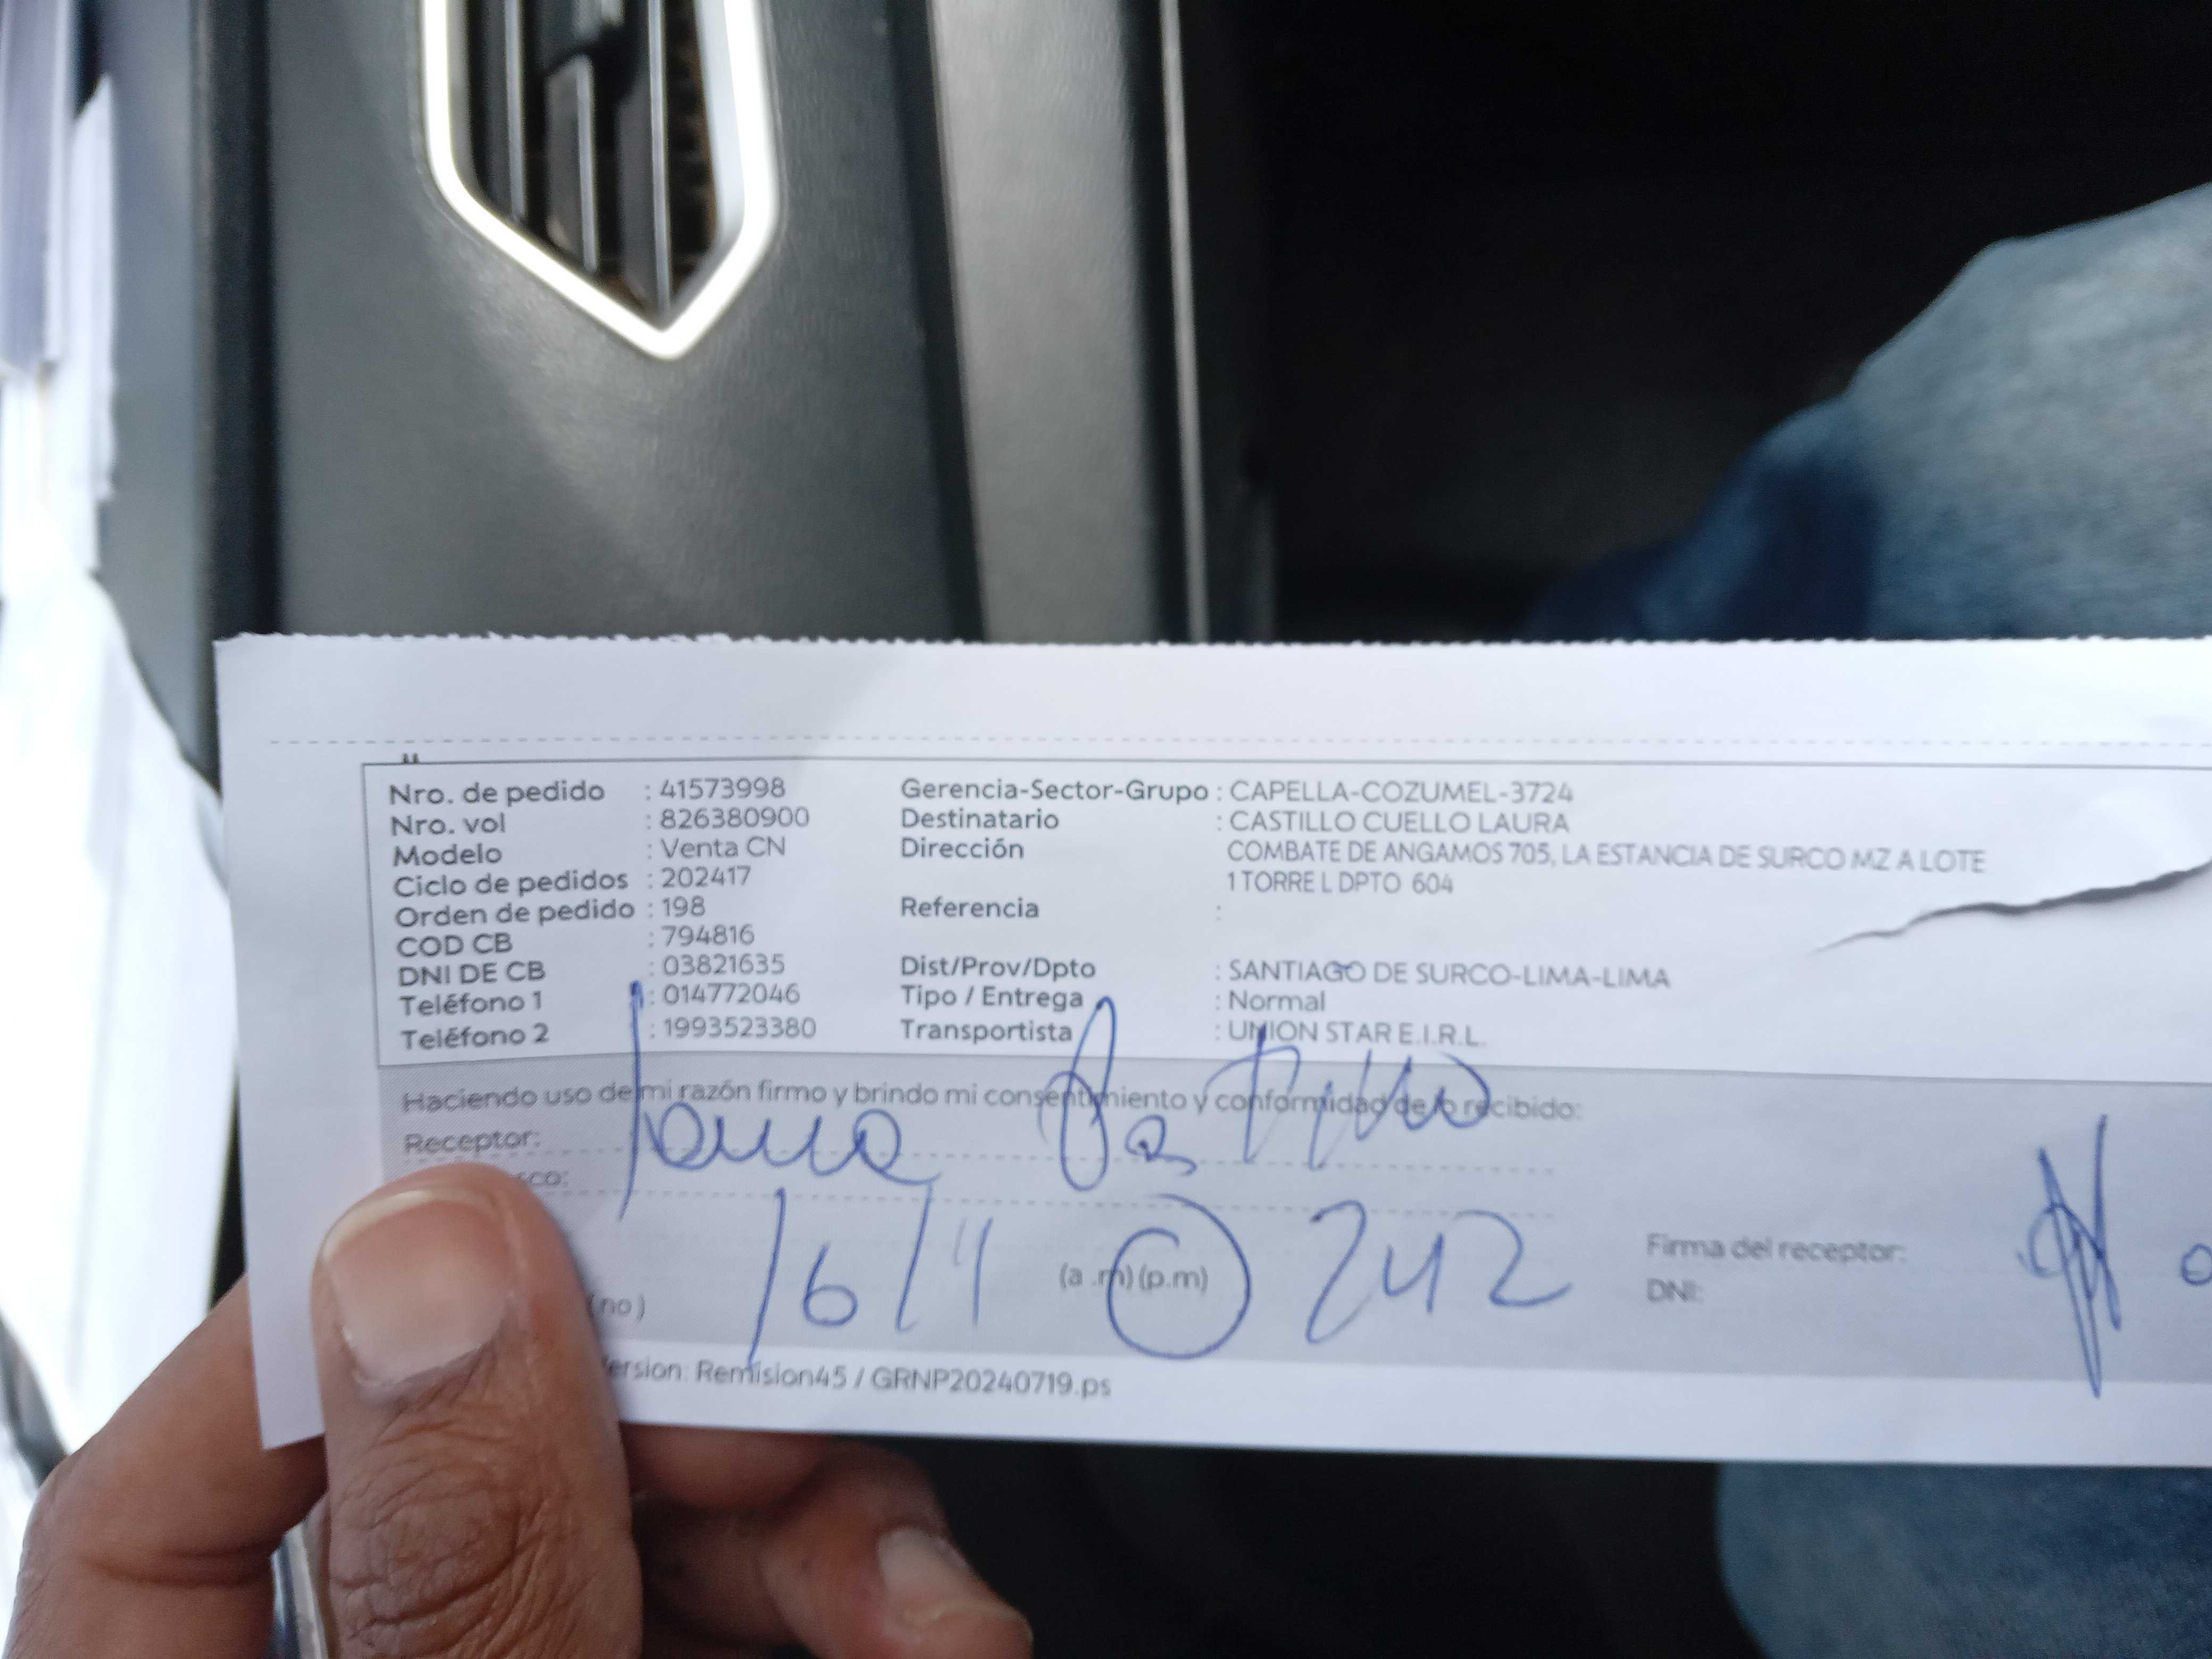 Nro. de pedido : 41573998 Gerencia-Sector-Grupo : CAPELLA-COZUMEL-3724
Nro. vol : 826380900 Destinatario : CASTILLO CUELLO LAURA
Modelo : Venta CN Dirección COMBATE DE ANGAMOS 705, LA ESTANCIA DE SURCO MZ A LOTE
Ciclo de pedidos : 202417 1 TORRE L DPTO 604
Orden de pedido : 198 Referencia :
COD CB : 794816
DNI DE CB : 03821635 Dist/Prov/Dpto : SANTIAGO DE SURCO-LIMA-LIMA
Teléfono 1 : 014772046 Tipo / Entrega : Normal
Teléfono 2 : 1993523380 Transportista : UNION STAR E.I.R.L.
Haciendo uso de mi razón firmo y brindo mi consentimiento y conformidad de lo recibido:
Receptor: Laura Castillo
sco:
16/11 (a .m) (p.m) 242 Firma del receptor:
(no) DNI:
ersion: Remision45 / GRNP20240719.ps